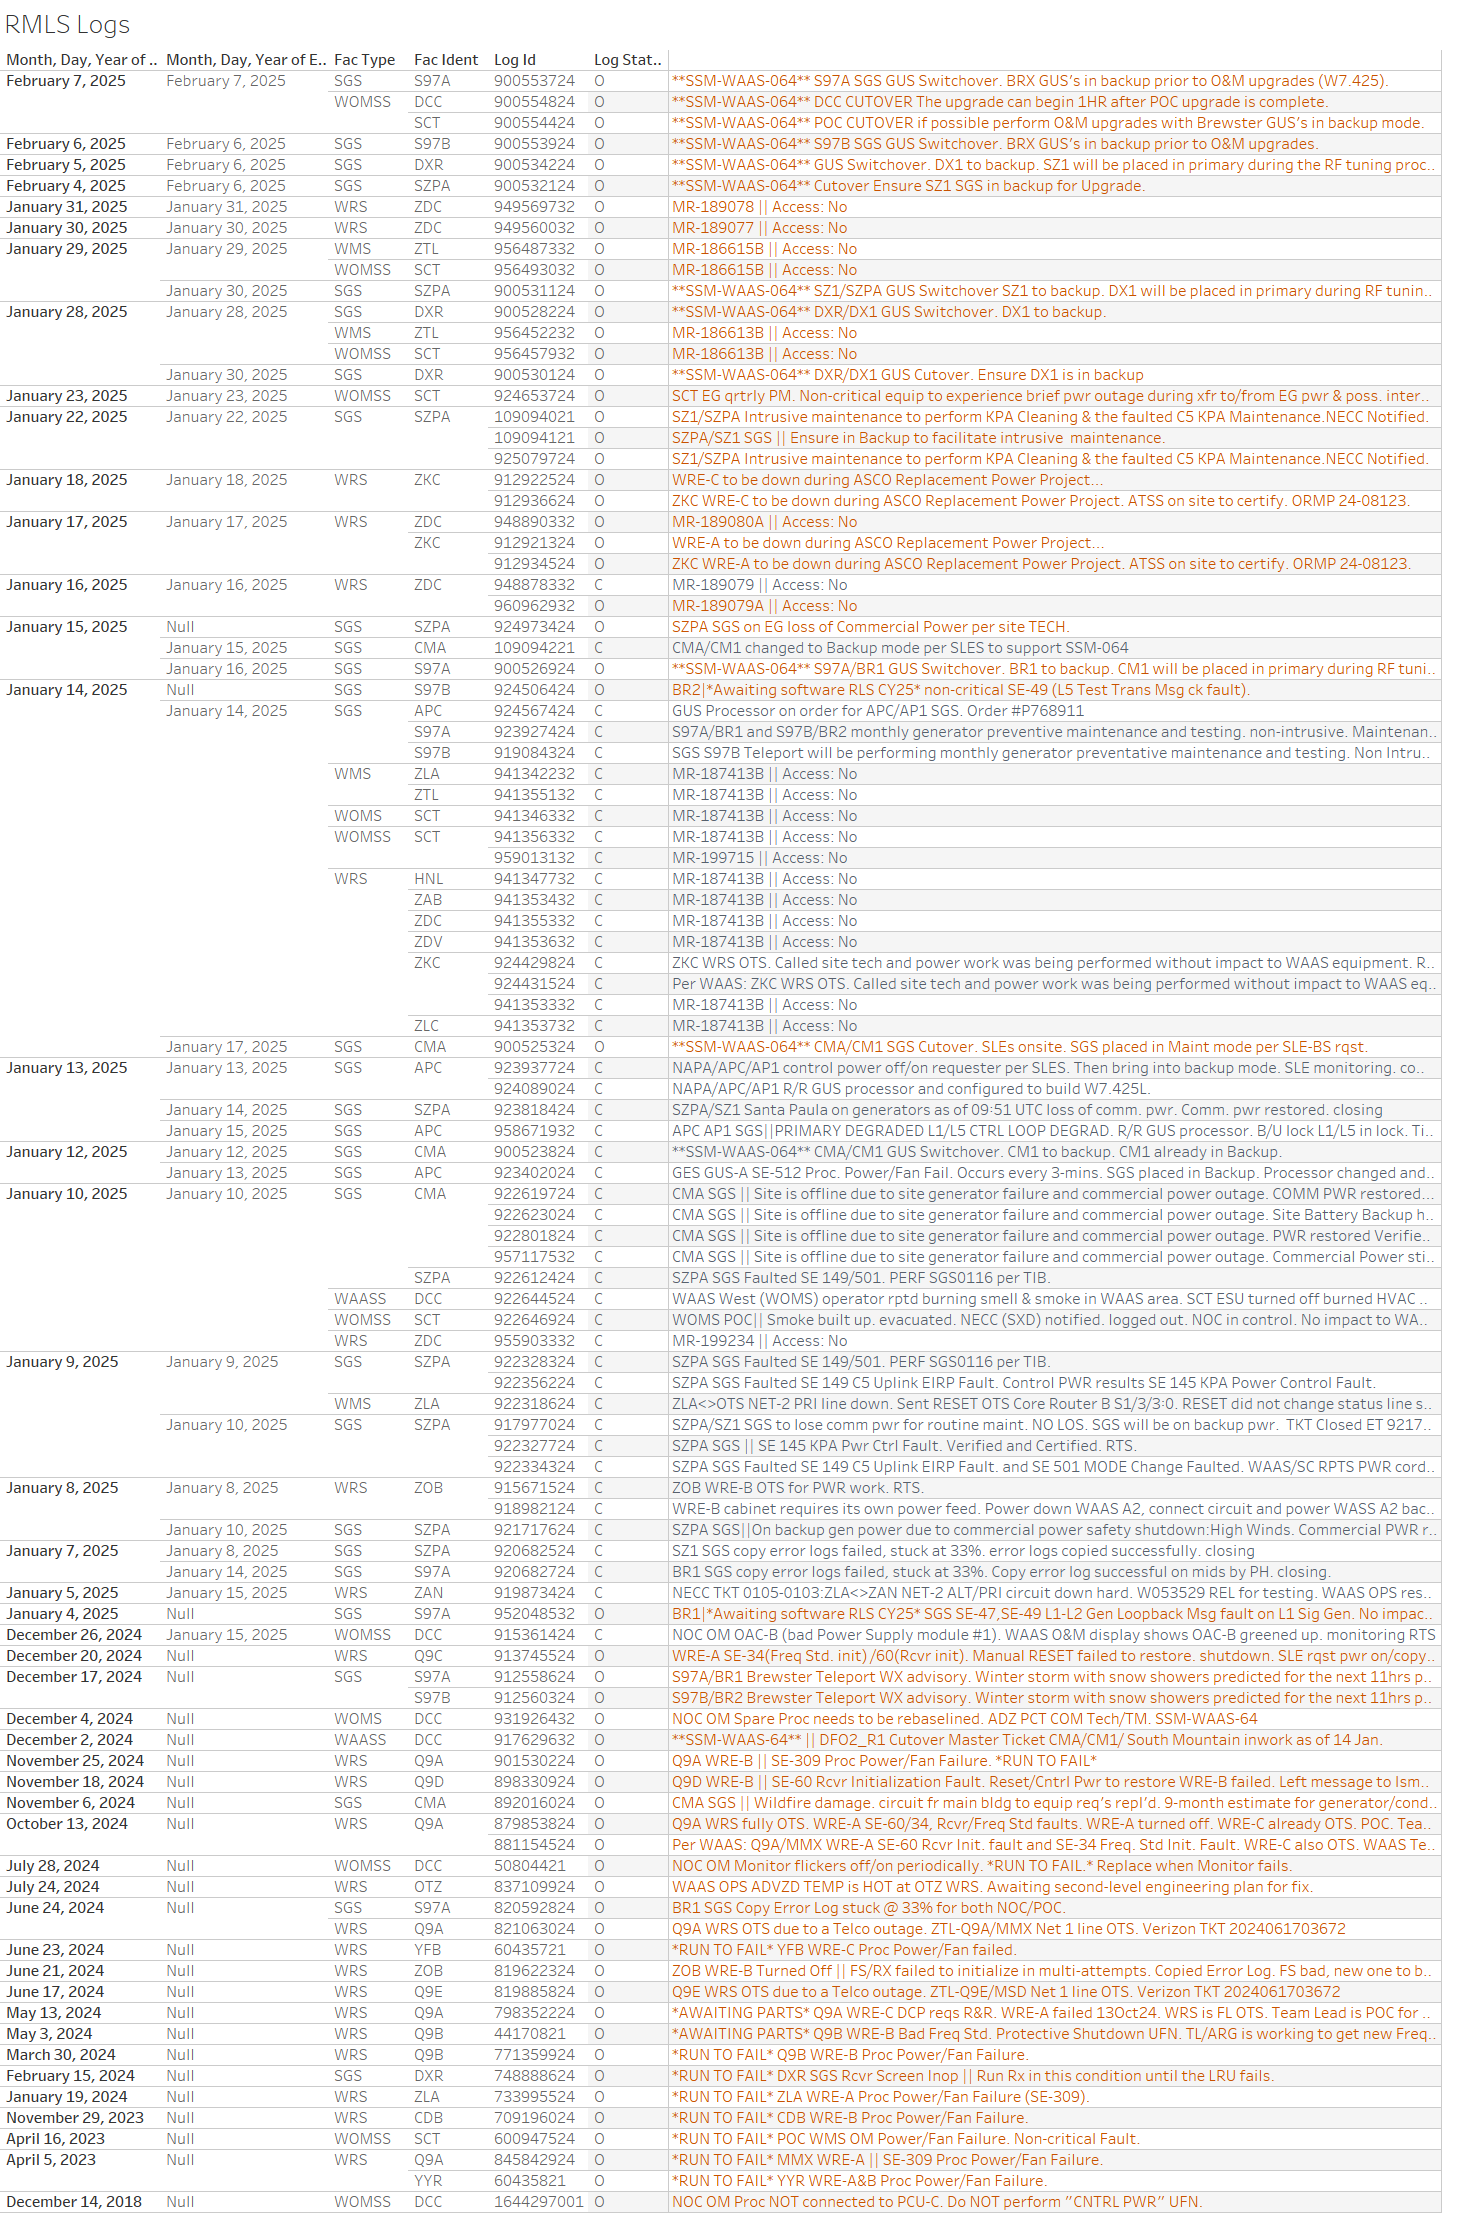 RMLS Logs
Month, Day, Year of .. Month, Day, Year of E.. Fac Type Fac Ident Log Id Log Stat..
February 7, 2025 February 7, 2025 SGS S97A 900553724 O **SSM-WAAS-064** S97A SGS GUS Switchover. BRX GUS's in backup prior to O&M upgrades (W7.425).
WOMSS DCC 900554824 O **SSM-WAAS-064** DCC CUTOVER The upgrade can begin 1HR after POC upgrade is complete.
SCT 900554424 O **SSM-WAAS-064** POC CUTOVER if possible perform O&M upgrades with Brewster GUS's in backup mode.
February 6, 2025 February 6, 2025 SGS S97B 900553924 O **SSM-WAAS-064** S97B SGS GUS Switchover. BRX GUS's in backup prior to O&M upgrades.
February 5, 2025 February 6, 2025 SGS DXR 900534224 O **SSM-WAAS-064** GUS Switchover. DX1 to backup. SZ1 will be placed in primary during the RF tuning proc..
February 4, 2025 February 6, 2025 SGS SZPA 900532124 O **SSM-WAAS-064** Cutover Ensure SZ1 SGS in backup for Upgrade.
January 31, 2025 January 31, 2025 WRS ZDC 949569732 O MR-189078 || Access: No
January 30, 2025 January 30, 2025 WRS ZDC 949560032 O MR-189077 || Access: No
January 29, 2025 January 29, 2025 WMS ZTL 956487332 O MR-186615B || Access: No
WOMSS SCT 956493032 O MR-186615B || Access: No
January 30, 2025 SGS SZPA 900531124 O **SSM-WAAS-064** SZ1/SZPA GUS Switchover SZ1 to backup. DX1 will be placed in primary during RF tunin..
January 28, 2025 January 28, 2025 SGS DXR 900528224 O **SSM-WAAS-064** DXR/DX1 GUS Switchover. DX1 to backup.
WMS ZTL 956452232 O MR-186613B || Access: No
WOMSS SCT 956457932 O MR-186613B || Access: No
January 30, 2025 SGS DXR 900530124 O **SSM-WAAS-064** DXR/DX1 GUS Cutover. Ensure DX1 is in backup
January 23, 2025 January 23, 2025 WOMSS SCT 924653724 O SCT EG qrtrly PM. Non-critical equip to experience brief pwr outage during xfr to/from EG pwr & poss. inter..
January 22, 2025 January 22, 2025 SGS SZPA 109094021 O SZ1/SZPA Intrusive maintenance to perform KPA Cleaning & the faulted C5 KPA Maintenance.NECC Notified.
109094121 O SZPA/SZ1 SGS || Ensure in Backup to facilitate intrusive maintenance.
925079724 O SZ1/SZPA Intrusive maintenance to perform KPA Cleaning & the faulted C5 KPA Maintenance.NECC Notified.
January 18, 2025 January 18, 2025 WRS ZKC 912922524 O WRE-C to be down during ASCO Replacement Power Project...
912936624 O ZKC WRE-C to be down during ASCO Replacement Power Project. ATSS on site to certify. ORMP 24-08123.
January 17, 2025 January 17, 2025 WRS ZDC 948890332 O MR-189080A || Access: No
ZKC 912921324 O WRE-A to be down during ASCO Replacement Power Project...
912934524 O ZKC WRE-A to be down during ASCO Replacement Power Project. ATSS on site to certify. ORMP 24-08123.
January 16, 2025 January 16, 2025 WRS ZDC 948878332 C MR-189079 || Access: No
960962932 O MR-189079A || Access: No
January 15, 2025 Null SGS SZPA 924973424 O SZPA SGS on EG loss of Commercial Power per site TECH.
January 15, 2025 SGS CMA 109094221 C CMA/CM1 changed to Backup mode per SLES to support SSM-064
January 16, 2025 SGS S97A 900526924 O **SSM-WAAS-064** S97A/BR1 GUS Switchover. BR1 to backup. CM1 will be placed in primary during RF tuni..
January 14, 2025 Null SGS S97B 924506424 O BR2|*Awaiting software RLS CY25* non-critical SE-49 (L5 Test Trans Msg ck fault).
January 14, 2025 SGS APC 924567424 C GUS Processor on order for APC/AP1 SGS. Order #P768911
S97A 923927424 C S97A/BR1 and S97B/BR2 monthly generator preventive maintenance and testing. non-intrusive. Maintenan..
S97B 919084324 C SGS S97B Teleport will be performing monthly generator preventative maintenance and testing. Non Intru..
WMS ZLA 941342232 C MR-187413B || Access: No
ZTL 941355132 C MR-187413B || Access: No
WOMS SCT 941346332 C MR-187413B || Access: No
WOMSS SCT 941356332 C MR-187413B || Access: No
959013132 C MR-199715 || Access: No
WRS HNL 941347732 C MR-187413B || Access: No
ZAB 941353432 C MR-187413B || Access: No
ZDC 941355332 C MR-187413B || Access: No
ZDV 941353632 C MR-187413B || Access: No
ZKC 924429824 C ZKC WRS OTS. Called site tech and power work was being performed without impact to WAAS equipment. R..
924431524 C Per WAAS: ZKC WRS OTS. Called site tech and power work was being performed without impact to WAAS eq..
941353332 C MR-187413B || Access: No
ZLC 941353732 C MR-187413B || Access: No
January 17, 2025 SGS CMA 900525324 O **SSM-WAAS-064** CMA/CM1 SGS Cutover. SLEs onsite. SGS placed in Maint mode per SLE-BS rqst.
January 13, 2025 January 13, 2025 SGS APC 923937724 C NAPA/APC/AP1 control power off/on requester per SLES. Then bring into backup mode. SLE monitoring. co..
924089024 C NAPA/APC/AP1 R/R GUS processor and configured to build W7.425L.
January 14, 2025 SGS SZPA 923818424 C SZPA/SZ1 Santa Paula on generators as of 09:51 UTC loss of comm. pwr. Comm. pwr restored. closing
January 15, 2025 SGS APC 958671932 C APC AP1 SGS||PRIMARY DEGRADED L1/L5 CTRL LOOP DEGRAD. R/R GUS processor. B/U lock L1/L5 in lock. Ti..
January 12, 2025 January 12, 2025 SGS CMA 900523824 C **SSM-WAAS-064** CMA/CM1 GUS Switchover. CM1 to backup. CM1 already in Backup.
January 13, 2025 SGS APC 923402024 C GES GUS-A SE-512 Proc. Power/Fan Fail. Occurs every 3-mins. SGS placed in Backup. Processor changed and..
January 10, 2025 January 10, 2025 SGS CMA 922619724 C CMA SGS || Site is offline due to site generator failure and commercial power outage. COMM PWR restored...
922623024 C CMA SGS || Site is offline due to site generator failure and commercial power outage. Site Battery Backup h..
922801824 C CMA SGS || Site is offline due to site generator failure and commercial power outage. PWR restored Verifie..
957117532 C CMA SGS || Site is offline due to site generator failure and commercial power outage. Commercial Power sti..
SZPA 922612424 C SZPA SGS Faulted SE 149/501. PERF SGS0116 per TIB.
WAASS DCC 922644524 C WAAS West (WOMS) operator rptd burning smell & smoke in WAAS area. SCT ESU turned off burned HVAC ..
WOMSS SCT 922646924 C WOMS POC|| Smoke built up. evacuated. NECC (SXD) notified. logged out. NOC in control. No impact to WA..
WRS ZDC 955903332 C MR-199234 || Access: No
January 9, 2025 January 9, 2025 SGS SZPA 922328324 C SZPA SGS Faulted SE 149/501. PERF SGS0116 per TIB.
922356224 C SZPA SGS Faulted SE 149 C5 Uplink EIRP Fault. Control PWR results SE 145 KPA Power Control Fault.
WMS ZLA 922318624 C ZLA<>OTS NET-2 PRI line down. Sent RESET OTS Core Router B S1/3/3:0. RESET did not change status line s..
January 10, 2025 SGS SZPA 917977024 C SZPA/SZ1 SGS to lose comm pwr for routine maint. NO LOS. SGS will be on backup pwr. TKT Closed ET 9217..
922327724 C SZPA SGS || SE 145 KPA Pwr Ctrl Fault. Verified and Certified. RTS.
922334324 C SZPA SGS Faulted SE 149 C5 Uplink EIRP Fault. and SE 501 MODE Change Faulted. WAAS/SC RPTS PWR cord..
January 8, 2025 January 8, 2025 WRS ZOB 915671524 C ZOB WRE-B OTS for PWR work. RTS.
918982124 C WRE-B cabinet requires its own power feed. Power down WAAS A2, connect circuit and power WASS A2 bac..
January 10, 2025 SGS SZPA 921717624 C SZPA SGS||On backup gen power due to commercial power safety shutdown:High Winds. Commercial PWR r..
January 7, 2025 January 8, 2025 SGS SZPA 920682524 C SZ1 SGS copy error logs failed, stuck at 33%. error logs copied successfully. closing
January 14, 2025 SGS S97A 920682724 C BR1 SGS copy error logs failed, stuck at 33%. Copy error log successful on mids by PH. closing.
January 5, 2025 January 15, 2025 WRS ZAN 919873424 C NECC TKT 0105-0103:ZLA<>ZAN NET-2 ALT/PRI circuit down hard. W053529 REL for testing. WAAS OPS res..
January 4, 2025 Null SGS S97A 952048532 O BR1|*Awaiting software RLS CY25* SGS SE-47,SE-49 L1-L2 Gen Loopback Msg fault on L1 Sig Gen. No impac..
December 26, 2024 January 15, 2025 WOMSS DCC 915361424 C NOC OM OAC-B (bad Power Supply module #1). WAAS O&M display shows OAC-B greened up. monitoring RTS
December 20, 2024 Null WRS Q9C 913745524 O WRE-A SE-34(Freq Std. init) /60(Rcvr init). Manual RESET failed to restore. shutdown. SLE rqst pwr on/copy..
December 17, 2024 Null SGS S97A 912558624 O S97A/BR1 Brewster Teleport WX advisory. Winter storm with snow showers predicted for the next 11hrs p..
S97B 912560324 O S97B/BR2 Brewster Teleport WX advisory. Winter storm with snow showers predicted for the next 11hrs p..
December 4, 2024 Null WOMS DCC 931926432 O NOC OM Spare Proc needs to be rebaselined. ADZ PCT COM Tech/TM. SSM-WAAS-64
December 2, 2024 Null WAASS DCC 917629632 O **SSM-WAAS-64** || DFO2_R1 Cutover Master Ticket CMA/CM1/ South Mountain inwork as of 14 Jan.
November 25, 2024 Null WRS Q9A 901530224 O Q9A WRE-B || SE-309 Proc Power/Fan Failure. *RUN TO FAIL*
November 18, 2024 Null WRS Q9D 898330924 O Q9D WRE-B || SE-60 Rcvr Initialization Fault. Reset/Cntrl Pwr to restore WRE-B failed. Left message to Ism..
November 6, 2024 Null SGS CMA 892016024 O CMA SGS || Wildfire damage. circuit fr main bldg to equip req's repl'd. 9-month estimate for generator/cond..
October 13, 2024 Null WRS Q9A 879853824 O Q9A WRS fully OTS. WRE-A SE-60/34, Rcvr/Freq Std faults. WRE-A turned off. WRE-C already OTS. POC. Tea..
881154524 O Per WAAS: Q9A/MMX WRE-A SE-60 Rcvr Init. fault and SE-34 Freq. Std Init. Fault. WRE-C also OTS. WAAS Te..
July 28, 2024 Null WOMSS DCC 50804421 O NOC OM Monitor flickers off/on periodically. *RUN TO FAIL.* Replace when Monitor fails.
July 24, 2024 Null WRS OTZ 837109924 O WAAS OPS ADVZD TEMP is HOT at OTZ WRS. Awaiting second-level engineering plan for fix.
June 24, 2024 Null SGS S97A 820592824 O BR1 SGS Copy Error Log stuck @ 33% for both NOC/POC.
WRS Q9A 821063024 O Q9A WRS OTS due to a Telco outage. ZTL-Q9A/MMX Net 1 line OTS. Verizon TKT 2024061703672
June 23, 2024 Null WRS YFB 60435721 O *RUN TO FAIL* YFB WRE-C Proc Power/Fan failed.
June 21, 2024 Null WRS ZOB 819622324 O ZOB WRE-B Turned Off || FS/RX failed to initialize in multi-attempts. Copied Error Log. FS bad, new one to b..
June 17, 2024 Null WRS Q9E 819885824 O Q9E WRS OTS due to a Telco outage. ZTL-Q9E/MSD Net 1 line OTS. Verizon TKT 2024061703672
May 13, 2024 Null WRS Q9A 798352224 O *AWAITING PARTS* Q9A WRE-C DCP reqs R&R. WRE-A failed 13Oct24. WRS is FL OTS. Team Lead is POC for ..
May 3, 2024 Null WRS Q9B 44170821 O *AWAITING PARTS* Q9B WRE-B Bad Freq Std. Protective Shutdown UFN. TL/ARG is working to get new Freq..
March 30, 2024 Null WRS Q9B 771359924 O *RUN TO FAIL* Q9B WRE-B Proc Power/Fan Failure.
February 15, 2024 Null SGS DXR 748888624 O *RUN TO FAIL* DXR SGS Rcvr Screen Inop || Run Rx in this condition until the LRU fails.
January 19, 2024 Null WRS ZLA 733995524 O *RUN TO FAIL* ZLA WRE-A Proc Power/Fan Failure (SE-309).
November 29, 2023 Null WRS CDB 709196024 O *RUN TO FAIL* CDB WRE-B Proc Power/Fan Failure.
April 16, 2023 Null WOMSS SCT 600947524 O *RUN TO FAIL* POC WMS OM Power/Fan Failure. Non-critical Fault.
April 5, 2023 Null WRS Q9A 845842924 O *RUN TO FAIL* MMX WRE-A || SE-309 Proc Power/Fan Failure.
YYR 60435821 O *RUN TO FAIL* YYR WRE-A&B Proc Power/Fan Failure.
December 14, 2018 Null WOMSS DCC 1644297001 O NOC OM Proc NOT connected to PCU-C. Do NOT perform "CNTRL PWR" UFN.